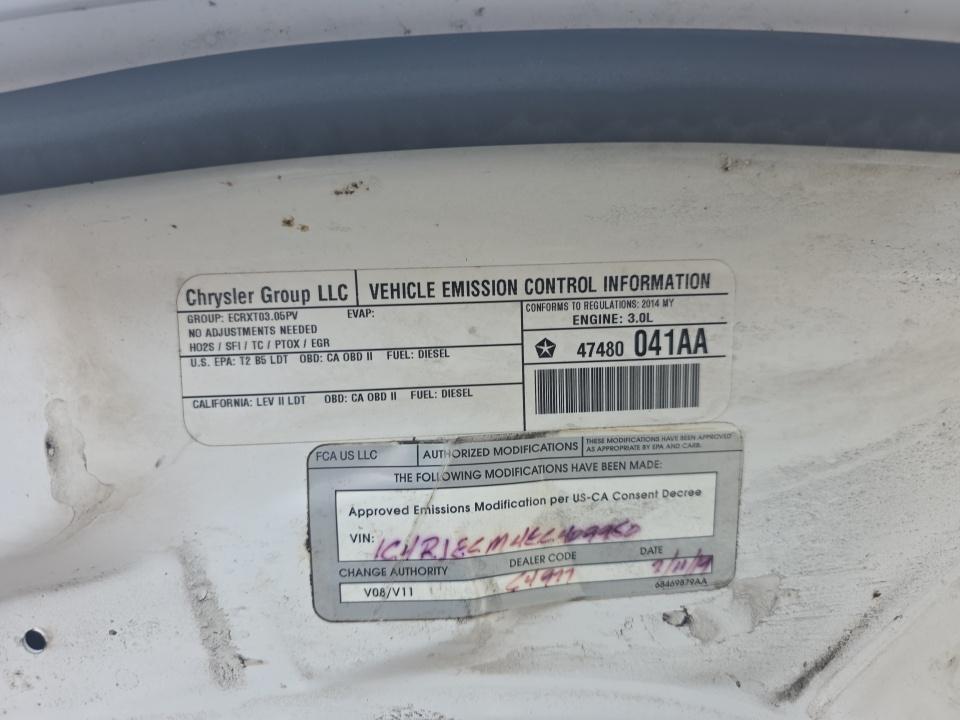 Chrysler Group LLC
VEHICLE EMISSION CONTROL INFORMATION
GROUP: ECRXT03.05PV EVAP:
NO ADJUSTMENTS NEEDED
HO2S / SFI / TC / PTOX / EGR
U.S. EPA: T2 B5 LDT OBD: CA OBD II FUEL: DIESEL
CALIFORNIA: LEV II LDT OBD: CA OBD II FUEL: DIESEL
CONFORMS TO REGULATIONS: 2014 MY
ENGINE: 3.0L
47480 041AA
FCA US LLC
AUTHORIZED MODIFICATIONS
THESE MODIFICATIONS HAVE BEEN APPROVED
AS APPROPRIATE BY EPA AND CARB.
THE FOLLOWING MODIFICATIONS HAVE BEEN MADE:
Approved Emissions Modification per US-CA Consent Decree
VIN:
CHANGE AUTHORITY DEALER CODE DATE
V08/V11
68469879AA